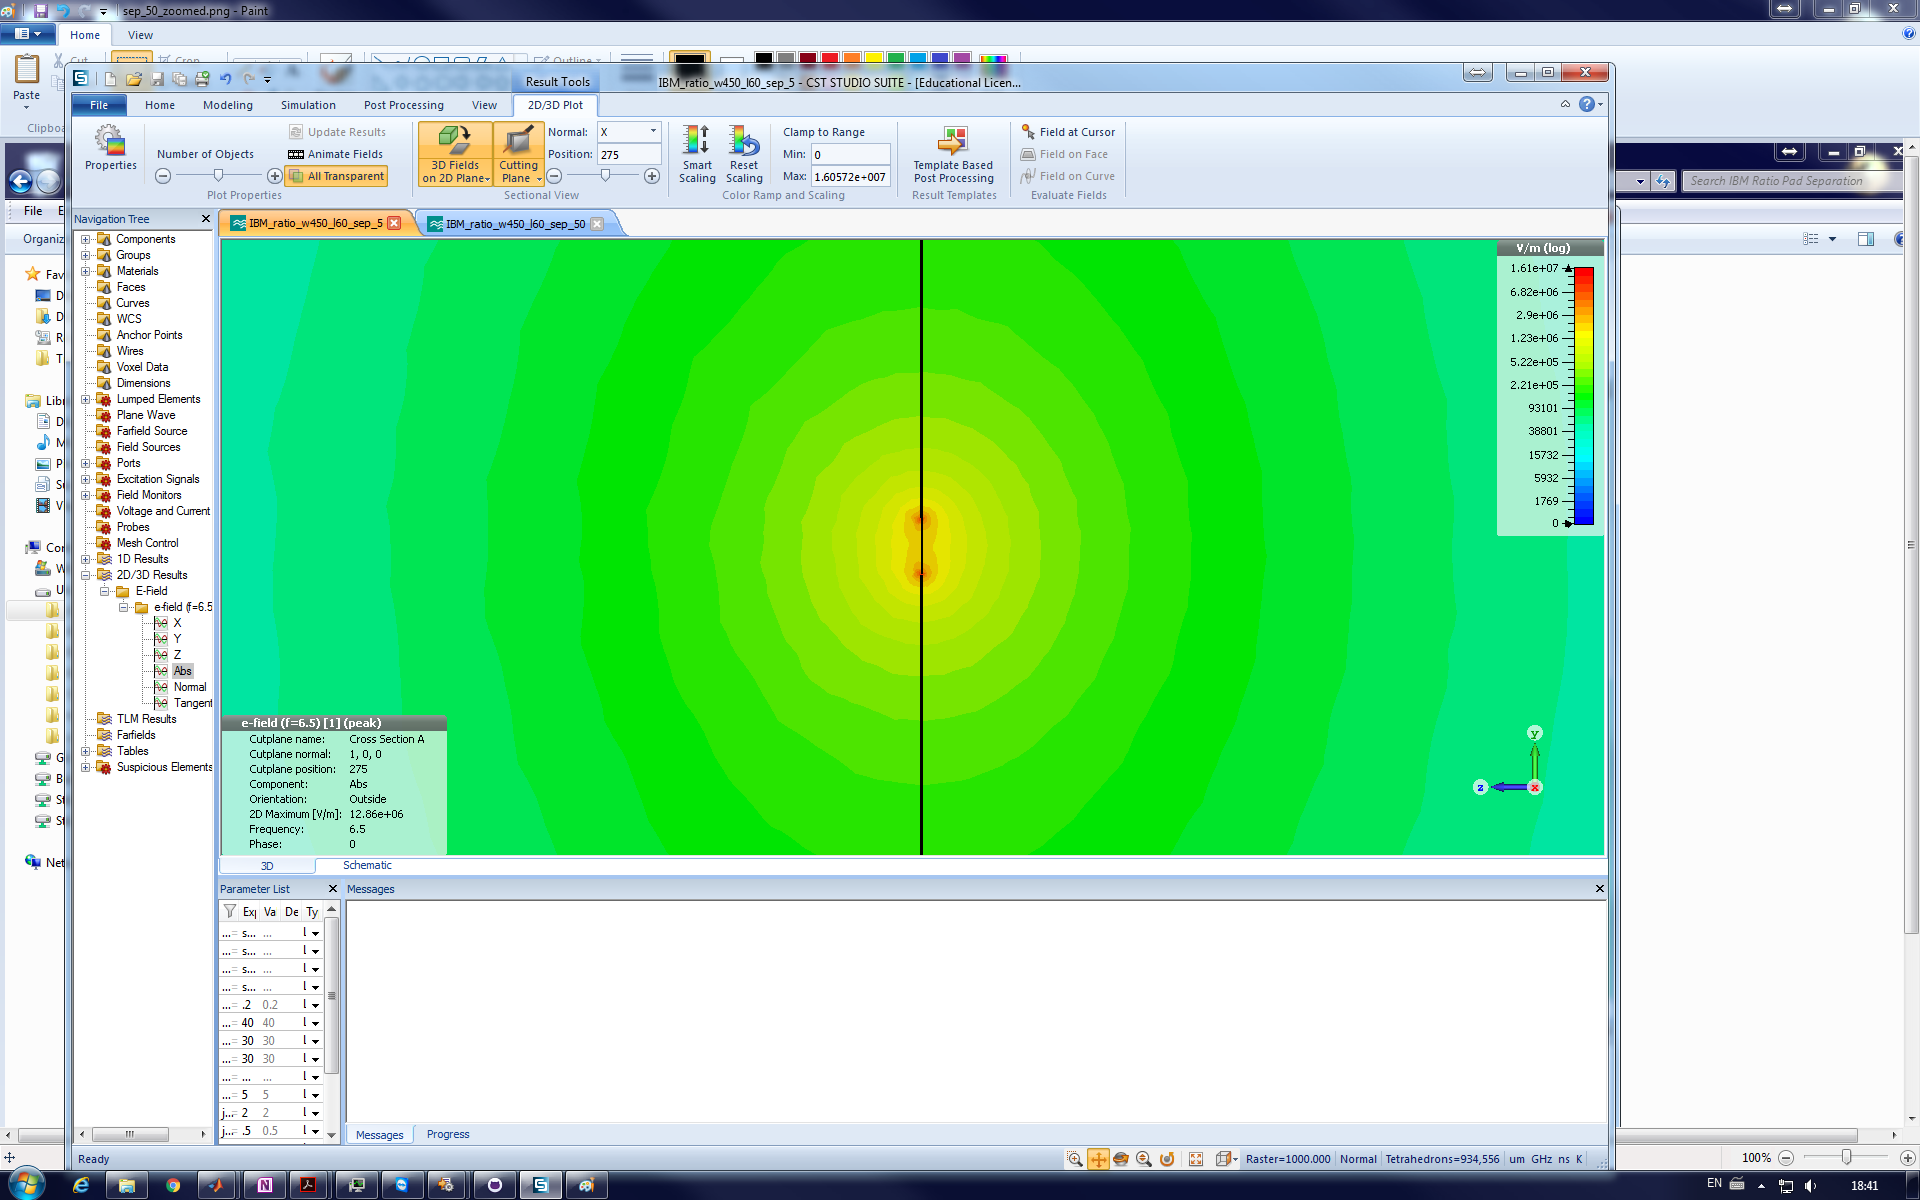 sep_50_zoomed.png - Paint
Home View
Paste
Result Tools
IBM_ratio_w450_l60_sep_5 - CST STUDIO SUITE - [Educational Licen...
File Home Modeling Simulation Post Processing View 2D/3D Plot
Properties
Number of Objects
All Transparent
Update Results
Animate Fields
Plot Properties
3D Fields on 2D Plane
Cutting Plane
Normal: X
Position: 275
Sectional View
Smart Scaling
Reset Scaling
Clamp to Range
Min: 0
Max: 1.60572e+007
Color Ramp and Scaling
Template Based Post Processing
Result Templates
Field at Cursor
Field on Face
Field on Curve
Evaluate Fields
Search IBM Ratio Pad Separation
File
Organiz
Navigation Tree
IBM_ratio_w450_l60_sep_5
IBM_ratio_w450_l60_sep_50
Components
Groups
Materials
Faces
Curves
WCS
Anchor Points
Wires
Voxel Data
Dimensions
Lumped Elements
Plane Wave
Farfield Source
Field Sources
Ports
Excitation Signals
Field Monitors
Voltage and Current
Probes
Mesh Control
1D Results
2D/3D Results
E-Field
e-field (f=6.5
X
Y
Z
Abs
Normal
Tangent
TLM Results
Farfields
Tables
Suspicious Elements
V/m (log)
1.61e+07
6.82e+06
2.9e+06
1.23e+06
5.22e+05
2.21e+05
93101
38801
15732
5932
1769
0
y
z
x
e-field (f=6.5) [1] (peak)
Cutplane name: Cross Section A
Cutplane normal: 1, 0, 0
Cutplane position: 275
Component: Abs
Orientation: Outside
2D Maximum [V/m]: 12.86e+06
Frequency: 6.5
Phase: 0
3D Schematic
Parameter List
Messages
Exp Va De Ty
...= s... ...
...= s... ...
...= s... ...
...= s... ...
...= .2 0.2
...= 40 40
...= 30 30
...= 30 30
...= ... ...
...= 5 5
j...= 2 2
j...= .5 0.5
Messages Progress
Ready
Raster=1000.000 Normal Tetrahedrons=934,556 um GHz ns K
100%
EN
18:41